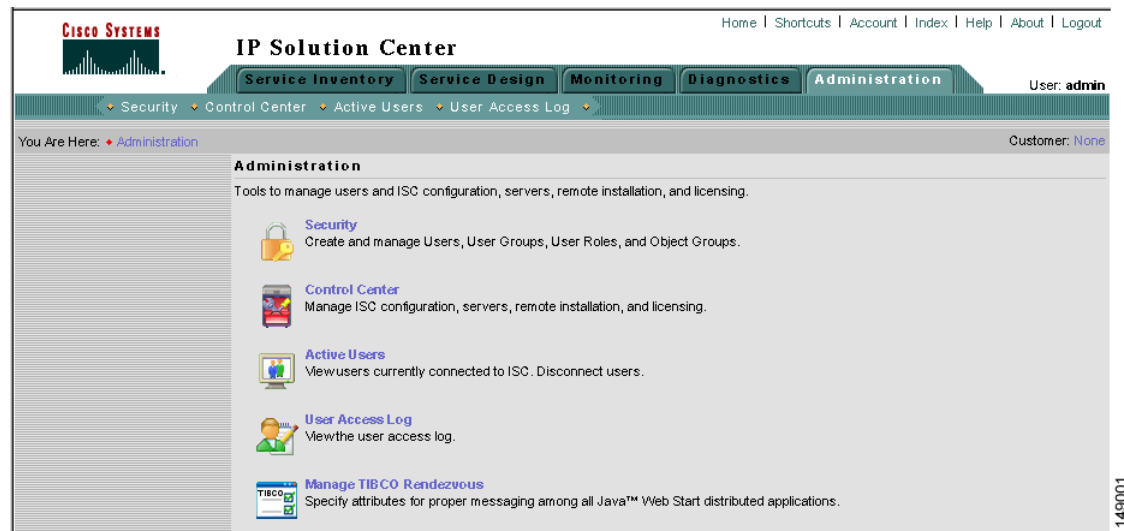 CISCO SYSTEMS
Home | Shortcuts | Account | Index | Help | About | Logout
IP Solution Center
Service Inventory Service Design Monitoring Diagnostics Administration
User: admin
Security Control Center Active Users User Access Log
You Are Here: Administration
Customer: None
Administration
Tools to manage users and ISC configuration, servers, remote installation, and licensing.
Security
Create and manage Users, User Groups, User Roles, and Object Groups.
Control Center
Manage ISC configuration, servers, remote installation, and licensing.
Active Users
View users currently connected to ISC. Disconnect users.
User Access Log
View the user access log.
TIBCO
Manage TIBCO Rendezvous
Specify attributes for proper messaging among all Java™ Web Start distributed applications.
149001